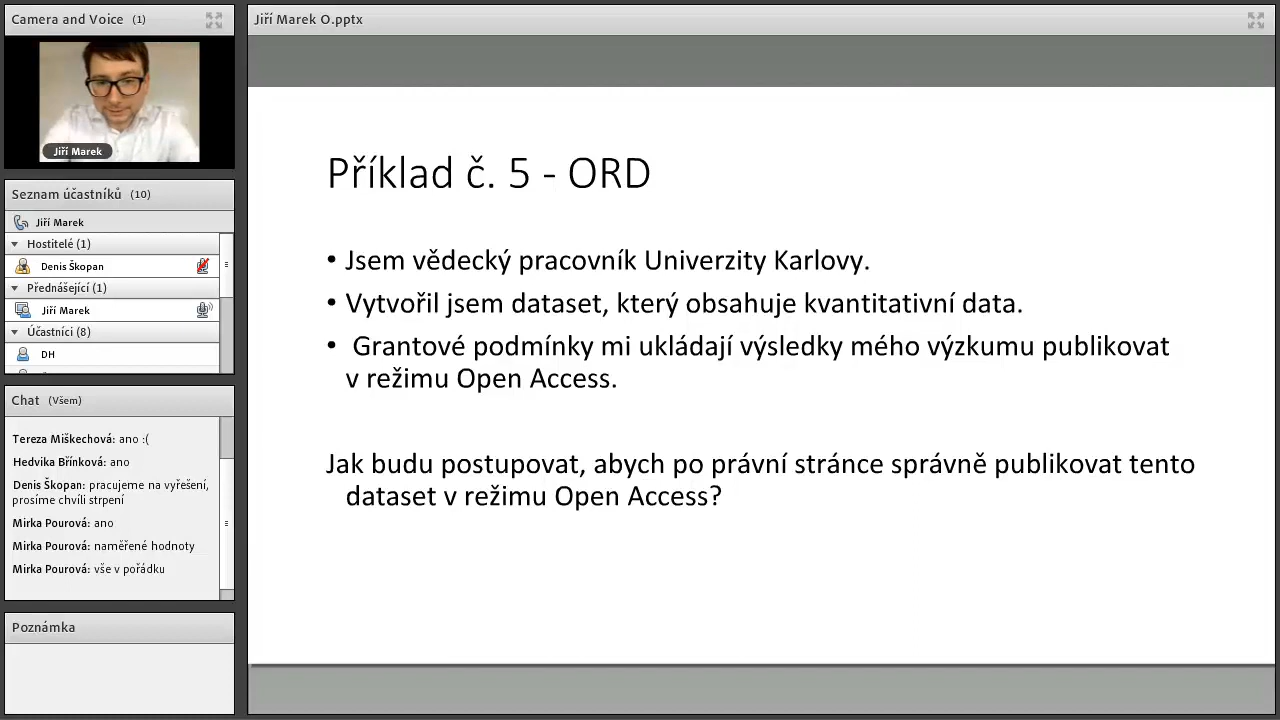 Camera and Voice (1)
Jiří Marek
Seznam účastníků (10)
Jiří Marek
Hostitelé (1)
Denis Škopan
Přednášející (1)
Jiří Marek
Účastníci (8)
DH
Chat (Všem)
Tereza Miškechová: ano :(
Hedvika Břínková: ano
Denis Škopan: pracujeme na vyřešení,
prosíme chvíli strpení
Mirka Pourová: ano
Mirka Pourová: naměřené hodnoty
Mirka Pourová: vše v pořádku
Poznámka
Jiří Marek O.pptx
Příklad č. 5 - ORD
• Jsem vědecký pracovník Univerzity Karlovy.
• Vytvořil jsem dataset, který obsahuje kvantitativní data.
• Grantové podmínky mi ukládají výsledky mého výzkumu publikovat
v režimu Open Access.
Jak budu postupovat, abych po právní stránce správně publikovat tento
dataset v režimu Open Access?